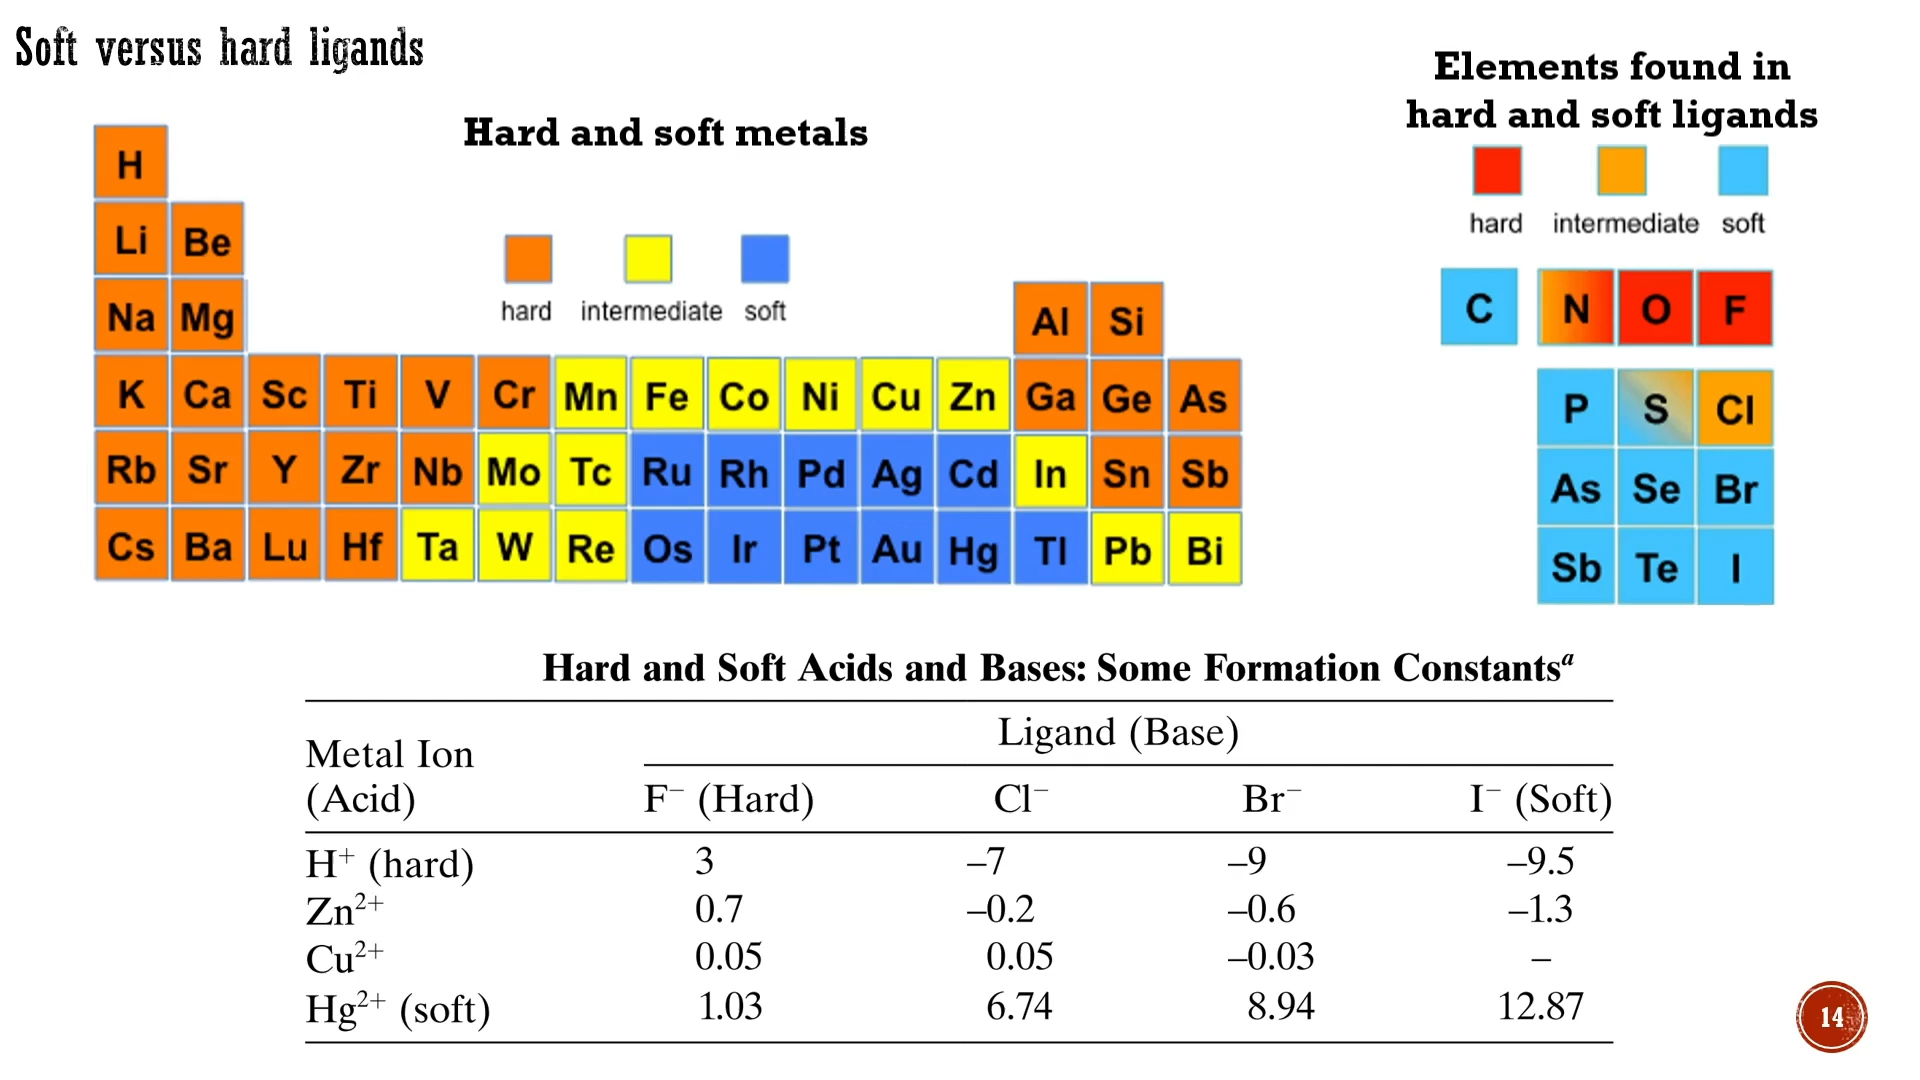 Soft versus hard ligands
Hard and soft metals
hard intermediate soft
H
Li Be
Na Mg Al Si
K Ca Sc Ti V Cr Mn Fe Co Ni Cu Zn Ga Ge As
Rb Sr Y Zr Nb Mo Tc Ru Rh Pd Ag Cd In Sn Sb
Cs Ba Lu Hf Ta W Re Os Ir Pt Au Hg Tl Pb Bi
Elements found in
hard and soft ligands
hard intermediate soft
C N O F
P S Cl
As Se Br
Sb Te I
Hard and Soft Acids and Bases: Some Formation Constantsᵃ
Ligand (Base)
Metal Ion
(Acid) F⁻ (Hard) Cl⁻ Br⁻ I⁻ (Soft)
H⁺ (hard) 3 –7 –9 –9.5
Zn²⁺ 0.7 –0.2 –0.6 –1.3
Cu²⁺ 0.05 0.05 –0.03 –
Hg²⁺ (soft) 1.03 6.74 8.94 12.87
14